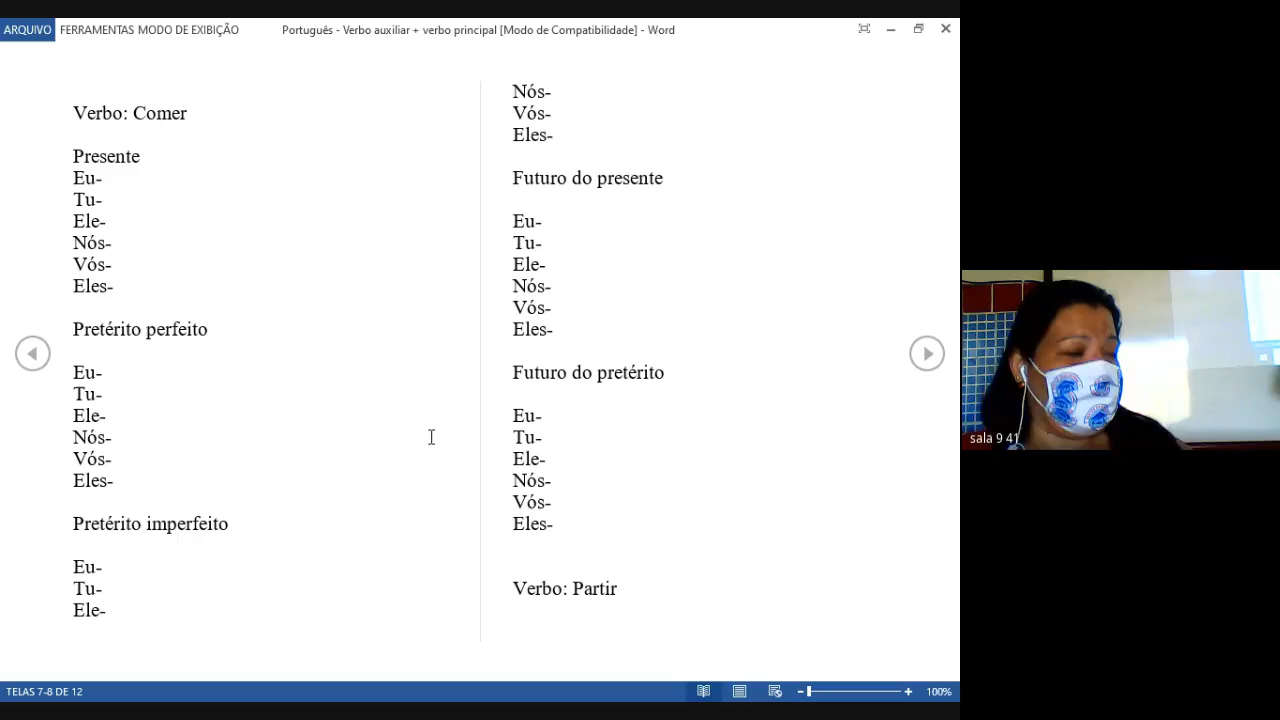 ARQUIVO FERRAMENTAS MODO DE EXIBIÇÃO Português - Verbo auxiliar + verbo principal [Modo de Compatibilidade] - Word
Verbo: Comer
Presente
Eu-
Tu-
Ele-
Nós-
Vós-
Eles-
Pretérito perfeito
Eu-
Tu-
Ele-
Nós-
Vós-
Eles-
Pretérito imperfeito
Eu-
Tu-
Ele-
Nós-
Vós-
Eles-
Futuro do presente
Eu-
Tu-
Ele-
Nós-
Vós-
Eles-
Futuro do pretérito
Eu-
Tu-
Ele-
Nós-
Vós-
Eles-
Verbo: Partir
sala 9 41
TELAS 7-8 DE 12
100%